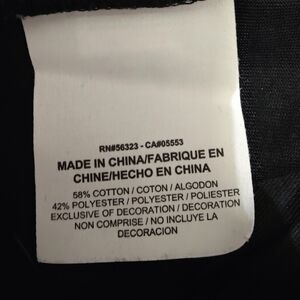 RN#56323 - CA#05553
MADE IN CHINA/FABRIQUE EN
CHINE/HECHO EN CHINA
58% COTTON / COTON / ALGODON
42% POLYESTER / POLYESTER / POLIESTER
EXCLUSIVE OF DECORATION / DECORATION
NON COMPRISE / NO INCLUYE LA
DECORACION